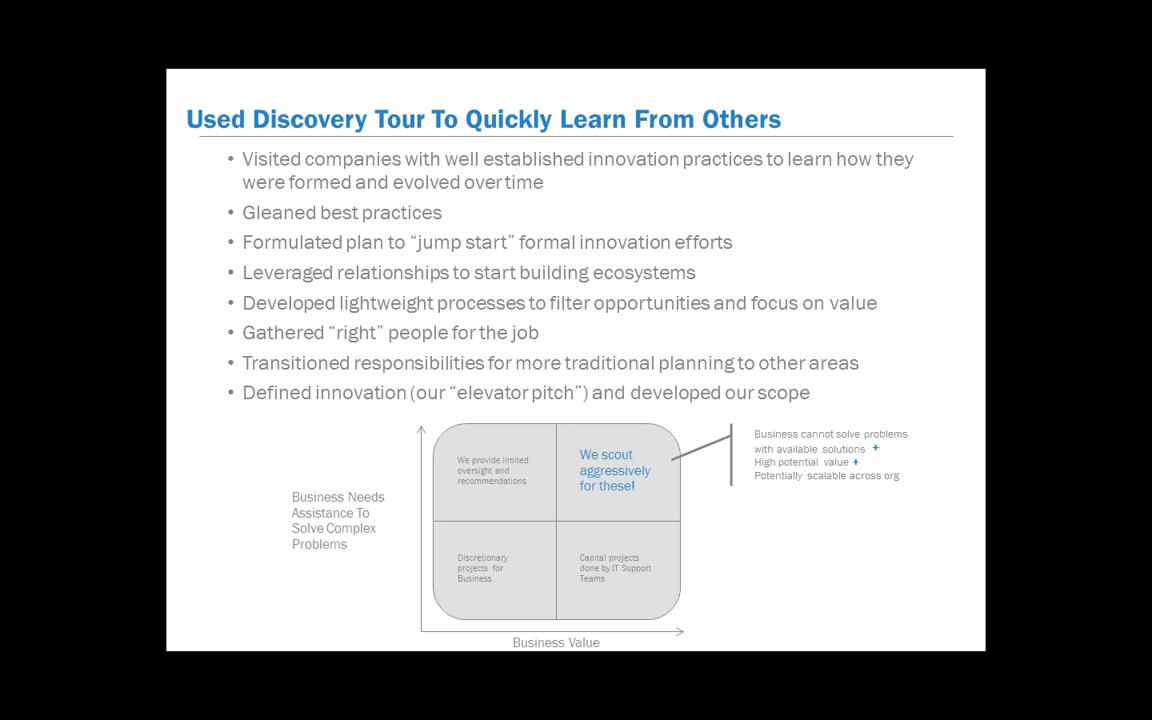 Used Discovery Tour To Quickly Learn From Others
• Visited companies with well established innovation practices to learn how they
were formed and evolved over time
• Gleaned best practices
• Formulated plan to “jump start” formal innovation efforts
• Leveraged relationships to start building ecosystems
• Developed lightweight processes to filter opportunities and focus on value
• Gathered “right” people for the job
• Transitioned responsibilities for more traditional planning to other areas
• Defined innovation (our “elevator pitch”) and developed our scope
Business Needs
Assistance To
Solve Complex
Problems
We provide limited
oversight and
recommendations
We scout
aggressively
for these!
Business cannot solve problems
with available solutions +
High potential value +
Potentially scalable across org
Discretionary
projects for
Business
Capital projects
done by IT Support
Teams
Business Value